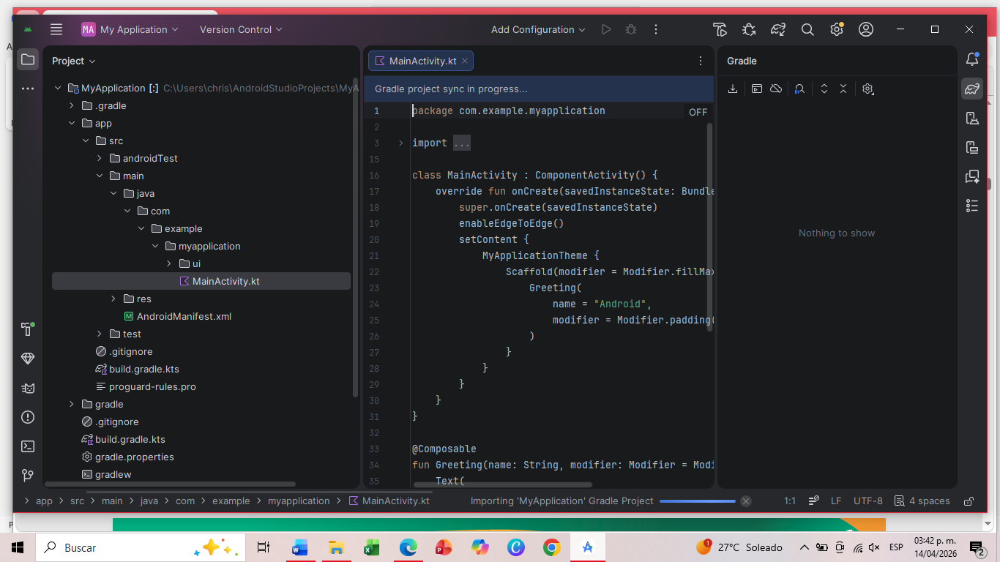 MA My Application
Version Control
Add Configuration
Project
MyApplication [:] C:\Users\chris\AndroidStudioProjects\MyA
.gradle
app
src
androidTest
main
java
com
example
myapplication
ui
MainActivity.kt
res
AndroidManifest.xml
test
.gitignore
build.gradle.kts
proguard-rules.pro
gradle
.gitignore
build.gradle.kts
gradle.properties
gradlew
MainActivity.kt
Gradle project sync in progress...
OFF
1 package com.example.myapplication
2
3 import ...
15
16 class MainActivity : ComponentActivity() {
17 override fun onCreate(savedInstanceState: Bundle
18 super.onCreate(savedInstanceState)
19 enableEdgeToEdge()
20 setContent {
21 MyApplicationTheme {
22 Scaffold(modifier = Modifier.fillMax
23 Greeting(
24 name = "Android",
25 modifier = Modifier.padding(
26 )
27 }
28 }
29 }
30 }
31 }
32
33 @Composable
34 fun Greeting(name: String, modifier: Modifier = Modi
35 Text(
Gradle
Nothing to show
app > src > main > java > com > example > myapplication > MainActivity.kt
Importing 'MyApplication' Gradle Project
1:1 LF UTF-8 4 spaces
Buscar
1 27°C Soleado
ESP
03:42 p. m.
14/04/2026
2